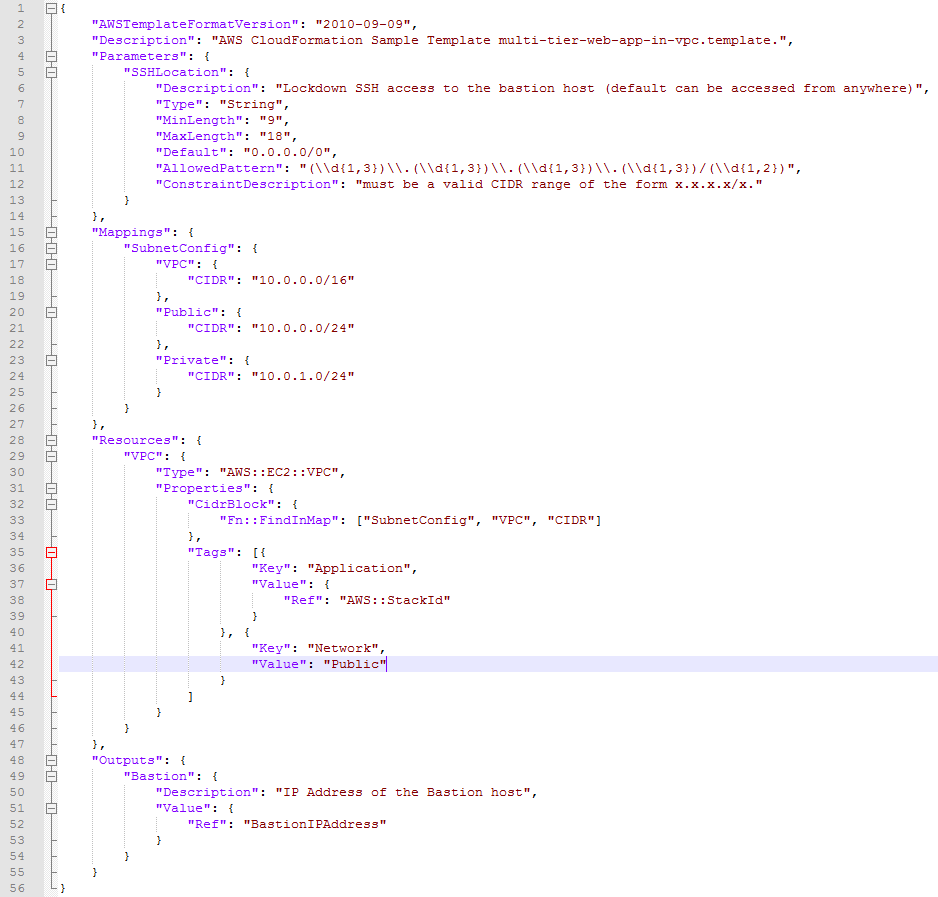 1 {
2 "AWSTemplateFormatVersion": "2010-09-09",
3 "Description": "AWS CloudFormation Sample Template multi-tier-web-app-in-vpc.template.",
4 "Parameters": {
5 "SSHLocation": {
6 "Description": "Lockdown SSH access to the bastion host (default can be accessed from anywhere)",
7 "Type": "String",
8 "MinLength": "9",
9 "MaxLength": "18",
10 "Default": "0.0.0.0/0",
11 "AllowedPattern": "(\\d{1,3})\\.(\\d{1,3})\\.(\\d{1,3})\\.(\\d{1,3})/(\\d{1,2})",
12 "ConstraintDescription": "must be a valid CIDR range of the form x.x.x.x/x."
13 }
14 },
15 "Mappings": {
16 "SubnetConfig": {
17 "VPC": {
18 "CIDR": "10.0.0.0/16"
19 },
20 "Public": {
21 "CIDR": "10.0.0.0/24"
22 },
23 "Private": {
24 "CIDR": "10.0.1.0/24"
25 }
26 }
27 },
28 "Resources": {
29 "VPC": {
30 "Type": "AWS::EC2::VPC",
31 "Properties": {
32 "CidrBlock": {
33 "Fn::FindInMap": ["SubnetConfig", "VPC", "CIDR"]
34 },
35 "Tags": [{
36 "Key": "Application",
37 "Value": {
38 "Ref": "AWS::StackId"
39 }
40 }, {
41 "Key": "Network",
42 "Value": "Public"
43 }
44 ]
45 }
46 }
47 },
48 "Outputs": {
49 "Bastion": {
50 "Description": "IP Address of the Bastion host",
51 "Value": {
52 "Ref": "BastionIPAddress"
53 }
54 }
55 }
56 }